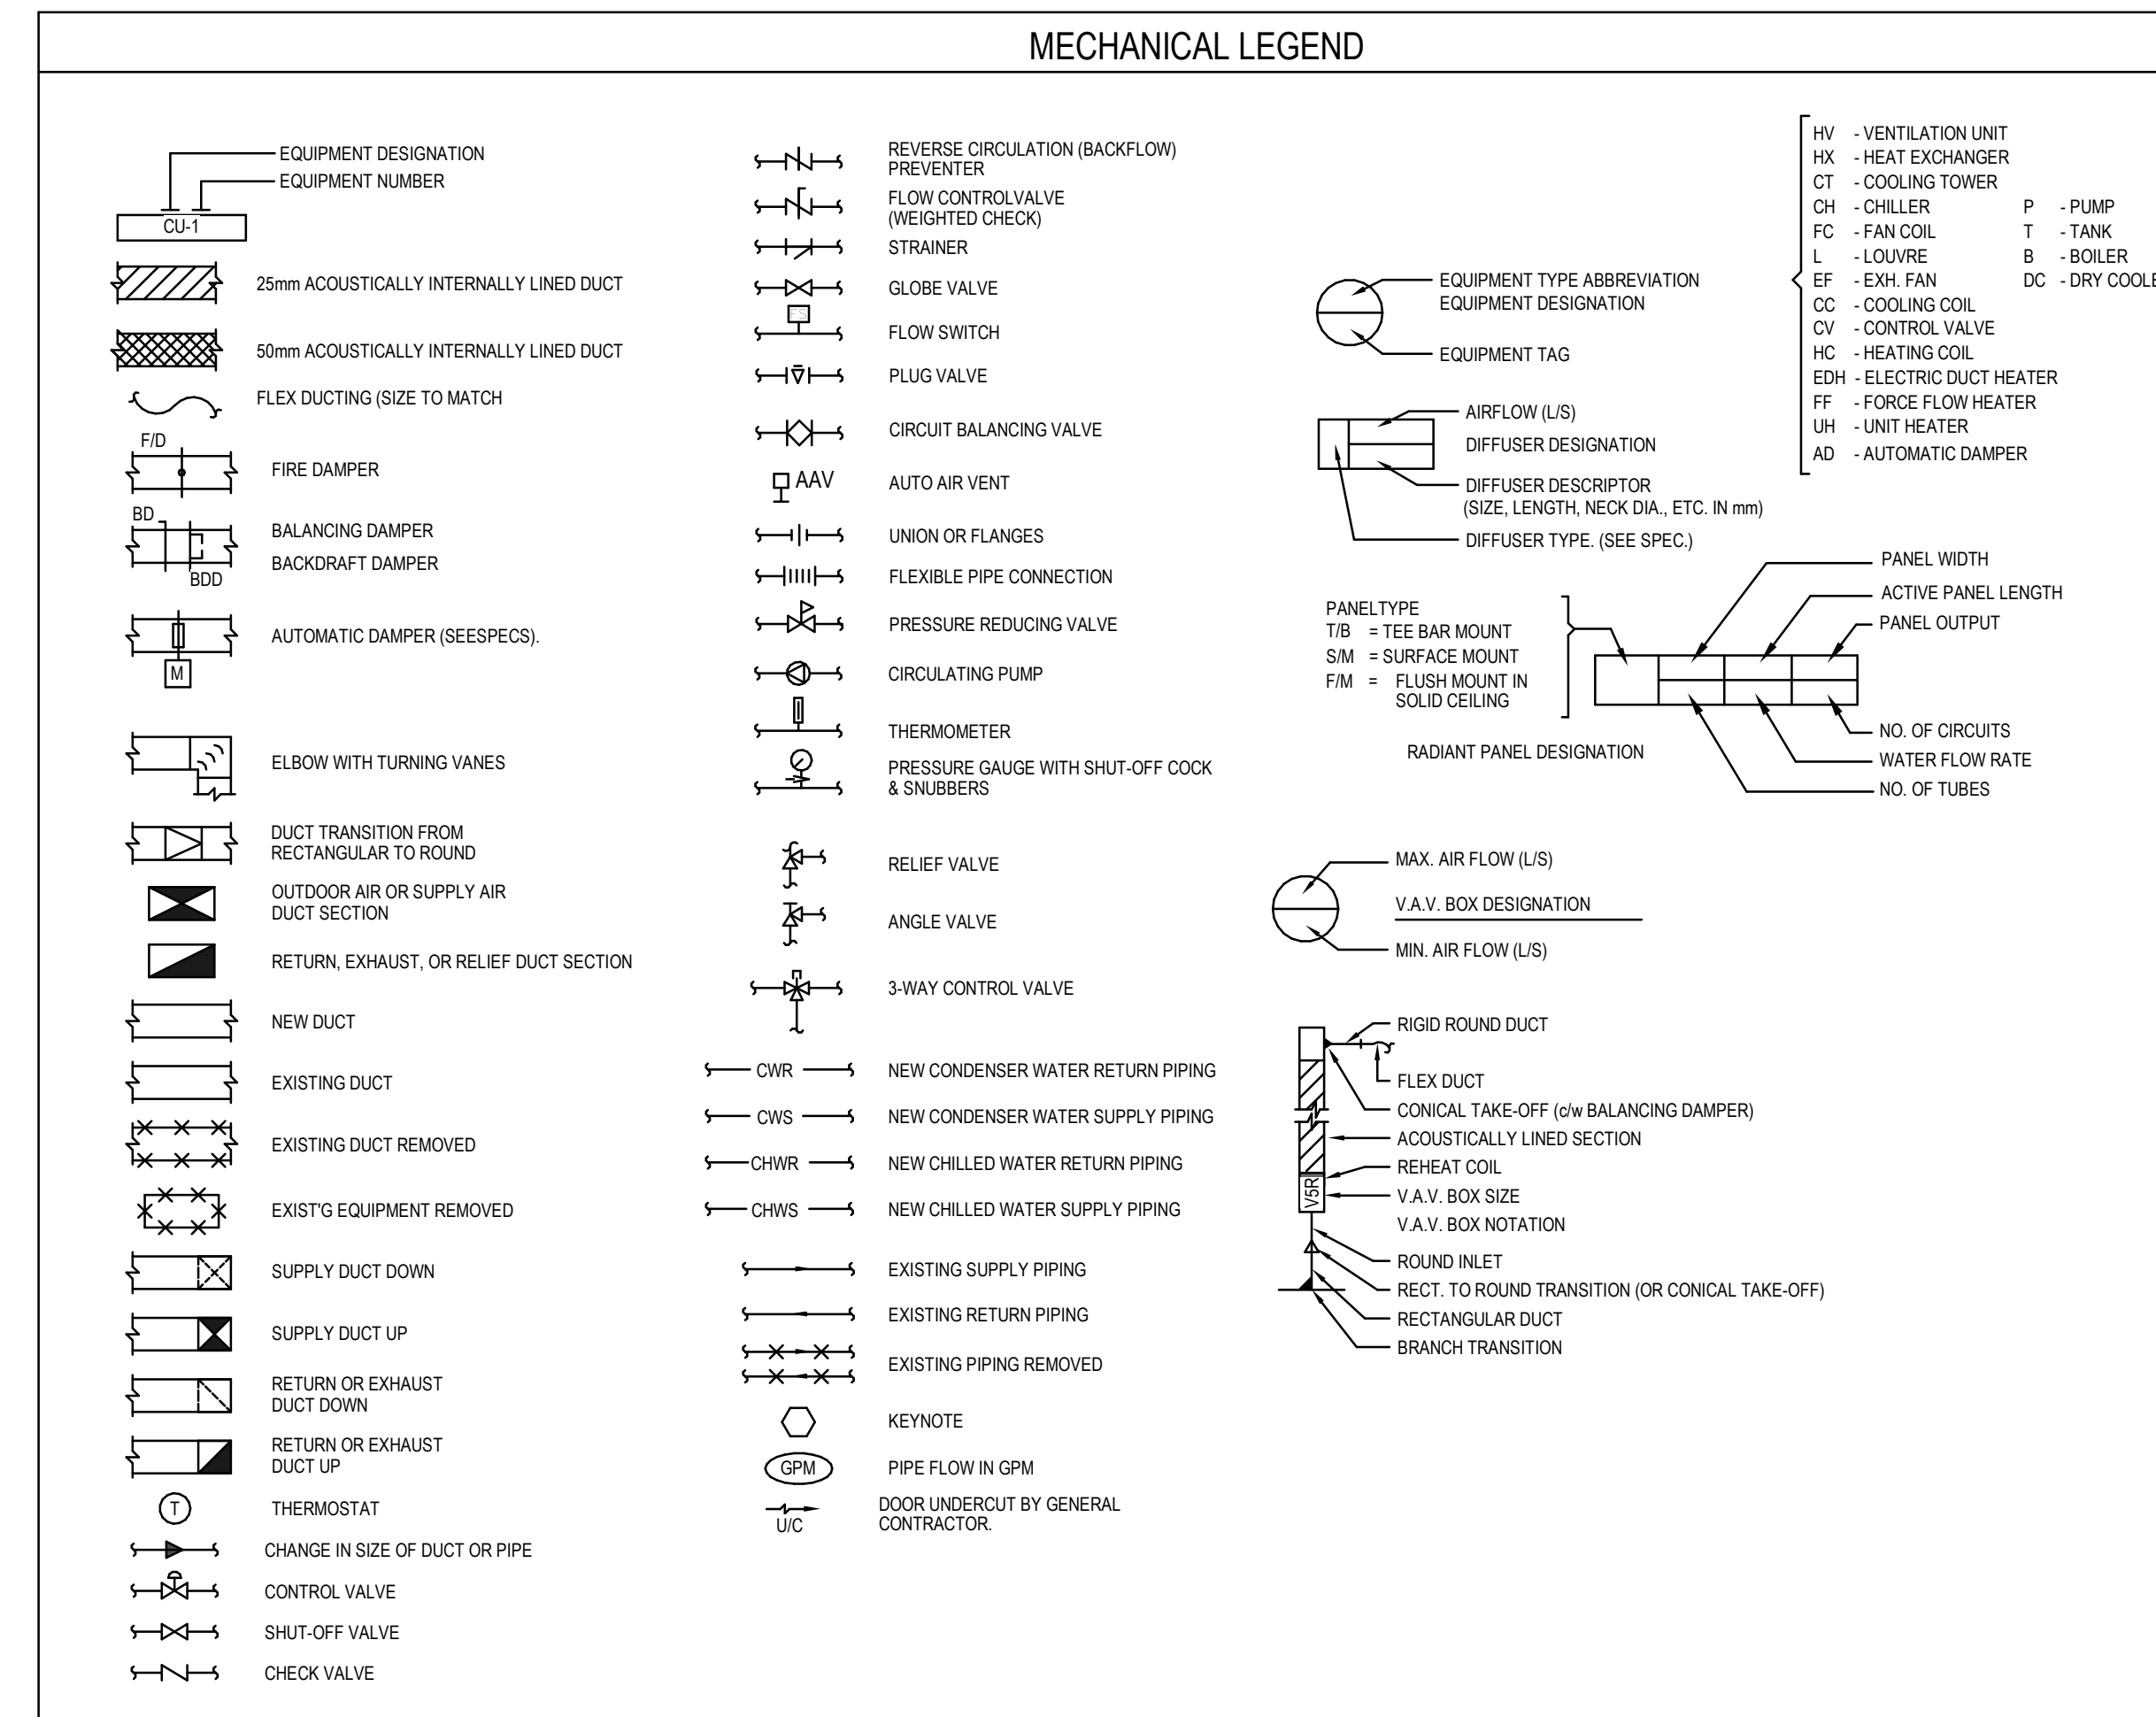 MECHANICAL LEGEND
EQUIPMENT DESIGNATION
EQUIPMENT NUMBER
CU-1
25mm ACOUSTICALLY INTERNALLY LINED DUCT
50mm ACOUSTICALLY INTERNALLY LINED DUCT
FLEX DUCTING (SIZE TO MATCH
F/D
FIRE DAMPER
BD
BALANCING DAMPER
BACKDRAFT DAMPER
BDD
AUTOMATIC DAMPER (SEESPECS).
M
ELBOW WITH TURNING VANES
DUCT TRANSITION FROM
RECTANGULAR TO ROUND
OUTDOOR AIR OR SUPPLY AIR
DUCT SECTION
RETURN, EXHAUST, OR RELIEF DUCT SECTION
NEW DUCT
EXISTING DUCT
EXISTING DUCT REMOVED
EXIST'G EQUIPMENT REMOVED
SUPPLY DUCT DOWN
SUPPLY DUCT UP
RETURN OR EXHAUST
DUCT DOWN
RETURN OR EXHAUST
DUCT UP
T
THERMOSTAT
CHANGE IN SIZE OF DUCT OR PIPE
CONTROL VALVE
SHUT-OFF VALVE
CHECK VALVE
REVERSE CIRCULATION (BACKFLOW)
PREVENTER
FLOW CONTROLVALVE
(WEIGHTED CHECK)
STRAINER
GLOBE VALVE
FS
FLOW SWITCH
PLUG VALVE
CIRCUIT BALANCING VALVE
AAV
AUTO AIR VENT
UNION OR FLANGES
FLEXIBLE PIPE CONNECTION
PRESSURE REDUCING VALVE
CIRCULATING PUMP
THERMOMETER
PRESSURE GAUGE WITH SHUT-OFF COCK
& SNUBBERS
RELIEF VALVE
ANGLE VALVE
3-WAY CONTROL VALVE
CWR NEW CONDENSER WATER RETURN PIPING
CWS NEW CONDENSER WATER SUPPLY PIPING
CHWR NEW CHILLED WATER RETURN PIPING
CHWS NEW CHILLED WATER SUPPLY PIPING
EXISTING SUPPLY PIPING
EXISTING RETURN PIPING
EXISTING PIPING REMOVED
KEYNOTE
GPM PIPE FLOW IN GPM
DOOR UNDERCUT BY GENERAL
CONTRACTOR.
U/C
EQUIPMENT TYPE ABBREVIATION
EQUIPMENT DESIGNATION
EQUIPMENT TAG
HV - VENTILATION UNIT
HX - HEAT EXCHANGER
CT - COOLING TOWER
CH - CHILLER P - PUMP
FC - FAN COIL T - TANK
L - LOUVRE B - BOILER
EF - EXH. FAN DC - DRY COOLE
CC - COOLING COIL
CV - CONTROL VALVE
HC - HEATING COIL
EDH - ELECTRIC DUCT HEATER
FF - FORCE FLOW HEATER
UH - UNIT HEATER
AD - AUTOMATIC DAMPER
AIRFLOW (L/S)
DIFFUSER DESIGNATION
DIFFUSER DESCRIPTOR
(SIZE, LENGTH, NECK DIA., ETC. IN mm)
DIFFUSER TYPE. (SEE SPEC.)
PANEL WIDTH
ACTIVE PANEL LENGTH
PANEL OUTPUT
PANELTYPE
T/B = TEE BAR MOUNT
S/M = SURFACE MOUNT
F/M = FLUSH MOUNT IN
SOLID CEILING
NO. OF CIRCUITS
WATER FLOW RATE
NO. OF TUBES
RADIANT PANEL DESIGNATION
MAX. AIR FLOW (L/S)
V.A.V. BOX DESIGNATION
MIN. AIR FLOW (L/S)
RIGID ROUND DUCT
FLEX DUCT
CONICAL TAKE-OFF (c/w BALANCING DAMPER)
ACOUSTICALLY LINED SECTION
REHEAT COIL
V5R
V.A.V. BOX SIZE
V.A.V. BOX NOTATION
ROUND INLET
RECT. TO ROUND TRANSITION (OR CONICAL TAKE-OFF)
RECTANGULAR DUCT
BRANCH TRANSITION